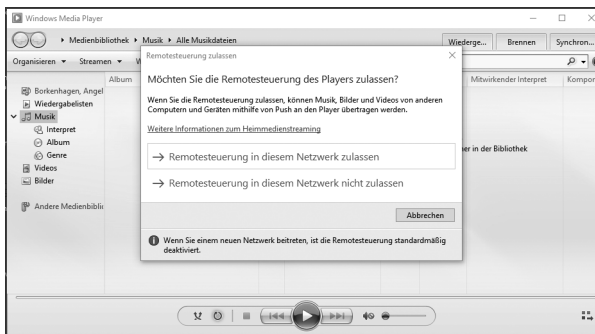 Windows Media Player
Medienbibliothek ▸ Musik ▸ Alle Musikdateien
Wiederge...
Brennen
Synchron...
Organisieren
Streamen
Remotesteuerung zulassen
Album
Mitwirkender Interpret
Kompor
Borkenhagen, Angel
Wiedergabelisten
Musik
Interpret
Album
Genre
Videos
Bilder
Andere Medienbiblic
Möchten Sie die Remotesteuerung des Players zulassen?
Wenn Sie die Remotesteuerung zulassen, können Musik, Bilder und Videos von anderen
Computern und Geräten mithilfe von Push an den Player übertragen werden.
Weitere Informationen zum Heimmedienstreaming
→ Remotesteuerung in diesem Netzwerk zulassen
→ Remotesteuerung in diesem Netzwerk nicht zulassen
Abbrechen
Wenn Sie einem neuen Netzwerk beitreten, ist die Remotesteuerung standardmäßig
deaktiviert.
er in der Bibliothek